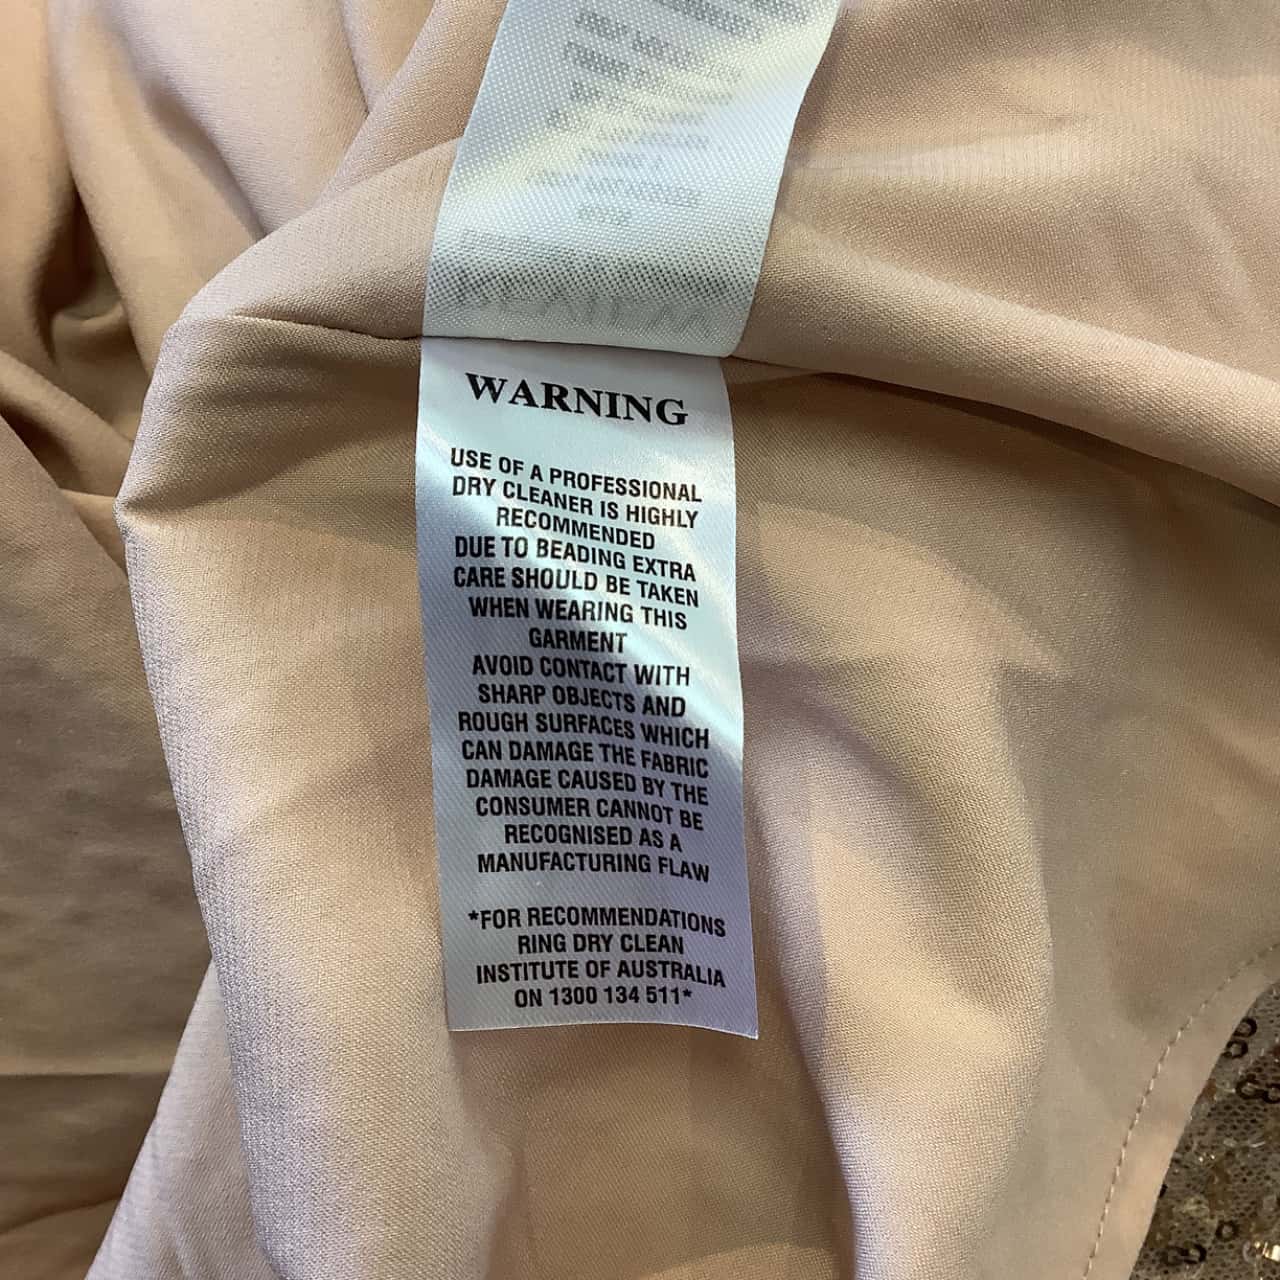 WARNING
USE OF A PROFESSIONAL
DRY CLEANER IS HIGHLY
RECOMMENDED
DUE TO BEADING EXTRA
CARE SHOULD BE TAKEN
WHEN WEARING THIS
GARMENT
AVOID CONTACT WITH
SHARP OBJECTS AND
ROUGH SURFACES WHICH
CAN DAMAGE THE FABRIC
DAMAGE CAUSED BY THE
CONSUMER CANNOT BE
RECOGNISED AS A
MANUFACTURING FLAW
*FOR RECOMMENDATIONS
RING DRY CLEAN
INSTITUTE OF AUSTRALIA
ON 1300 134 511*